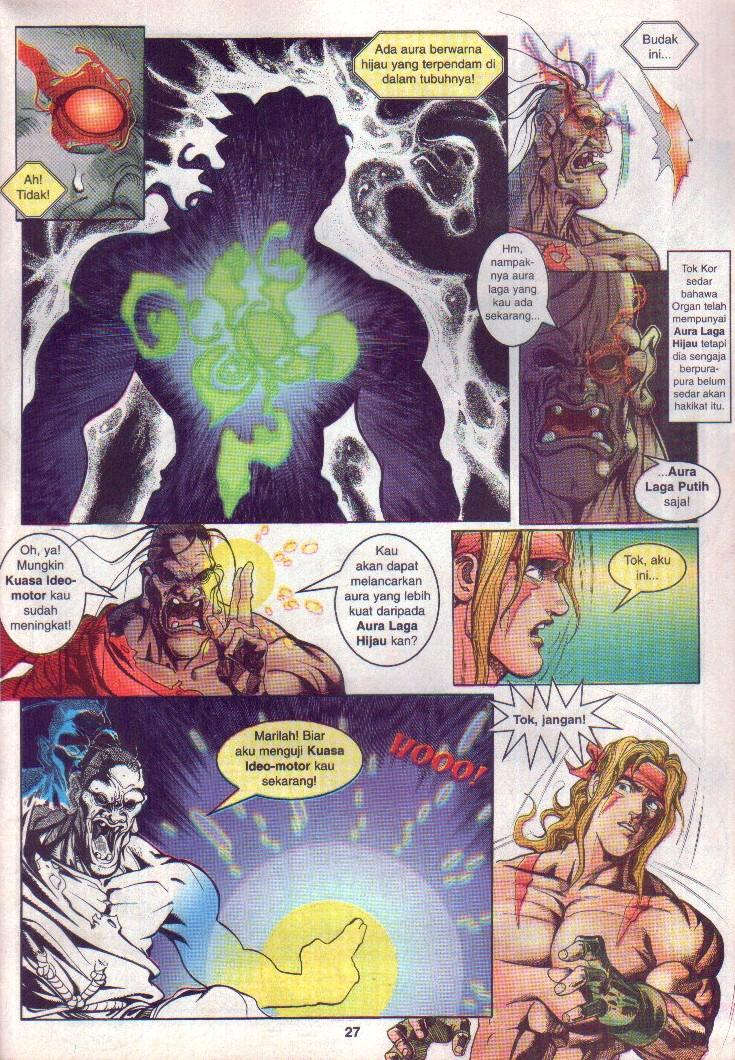 Ah!
Tidak!
Ada aura berwarna
hijau yang terpendam di
dalam tubuhnya!
Budak
ini...
Hm,
nampak-
nya aura
laga yang
kau ada
sekarang...
Tok Kor
sedar
bahawa
Organ telah
mempunyai
Aura Laga
Hijau tetapi
dia sengaja
berpura-
pura belum
sedar akan
hakikat itu.
...Aura
Laga Putih
saja!
Oh, ya!
Mungkin
Kuasa Ideo-
motor kau
sudah
meningkat!
Kau
akan dapat
melancarkan
aura yang lebih
kuat daripada
Aura Laga
Hijau kan?
Tok, aku
ini...
Marilah! Biar
aku menguji Kuasa
Ideo-motor kau
sekarang!
VOOO!
Tok, jangan!
27